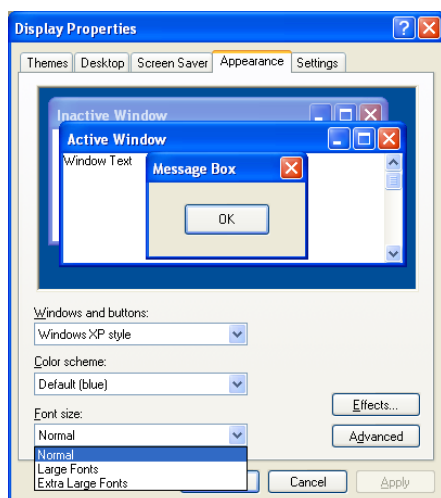 Display Properties
Themes Desktop Screen Saver Appearance Settings
Inactive Window
Active Window
Window Text
Message Box
OK
Windows and buttons:
Windows XP style
Color scheme:
Default (blue)
Font size:
Normal
Effects...
Advanced
Normal
Large Fonts
Extra Large Fonts
Cancel Apply